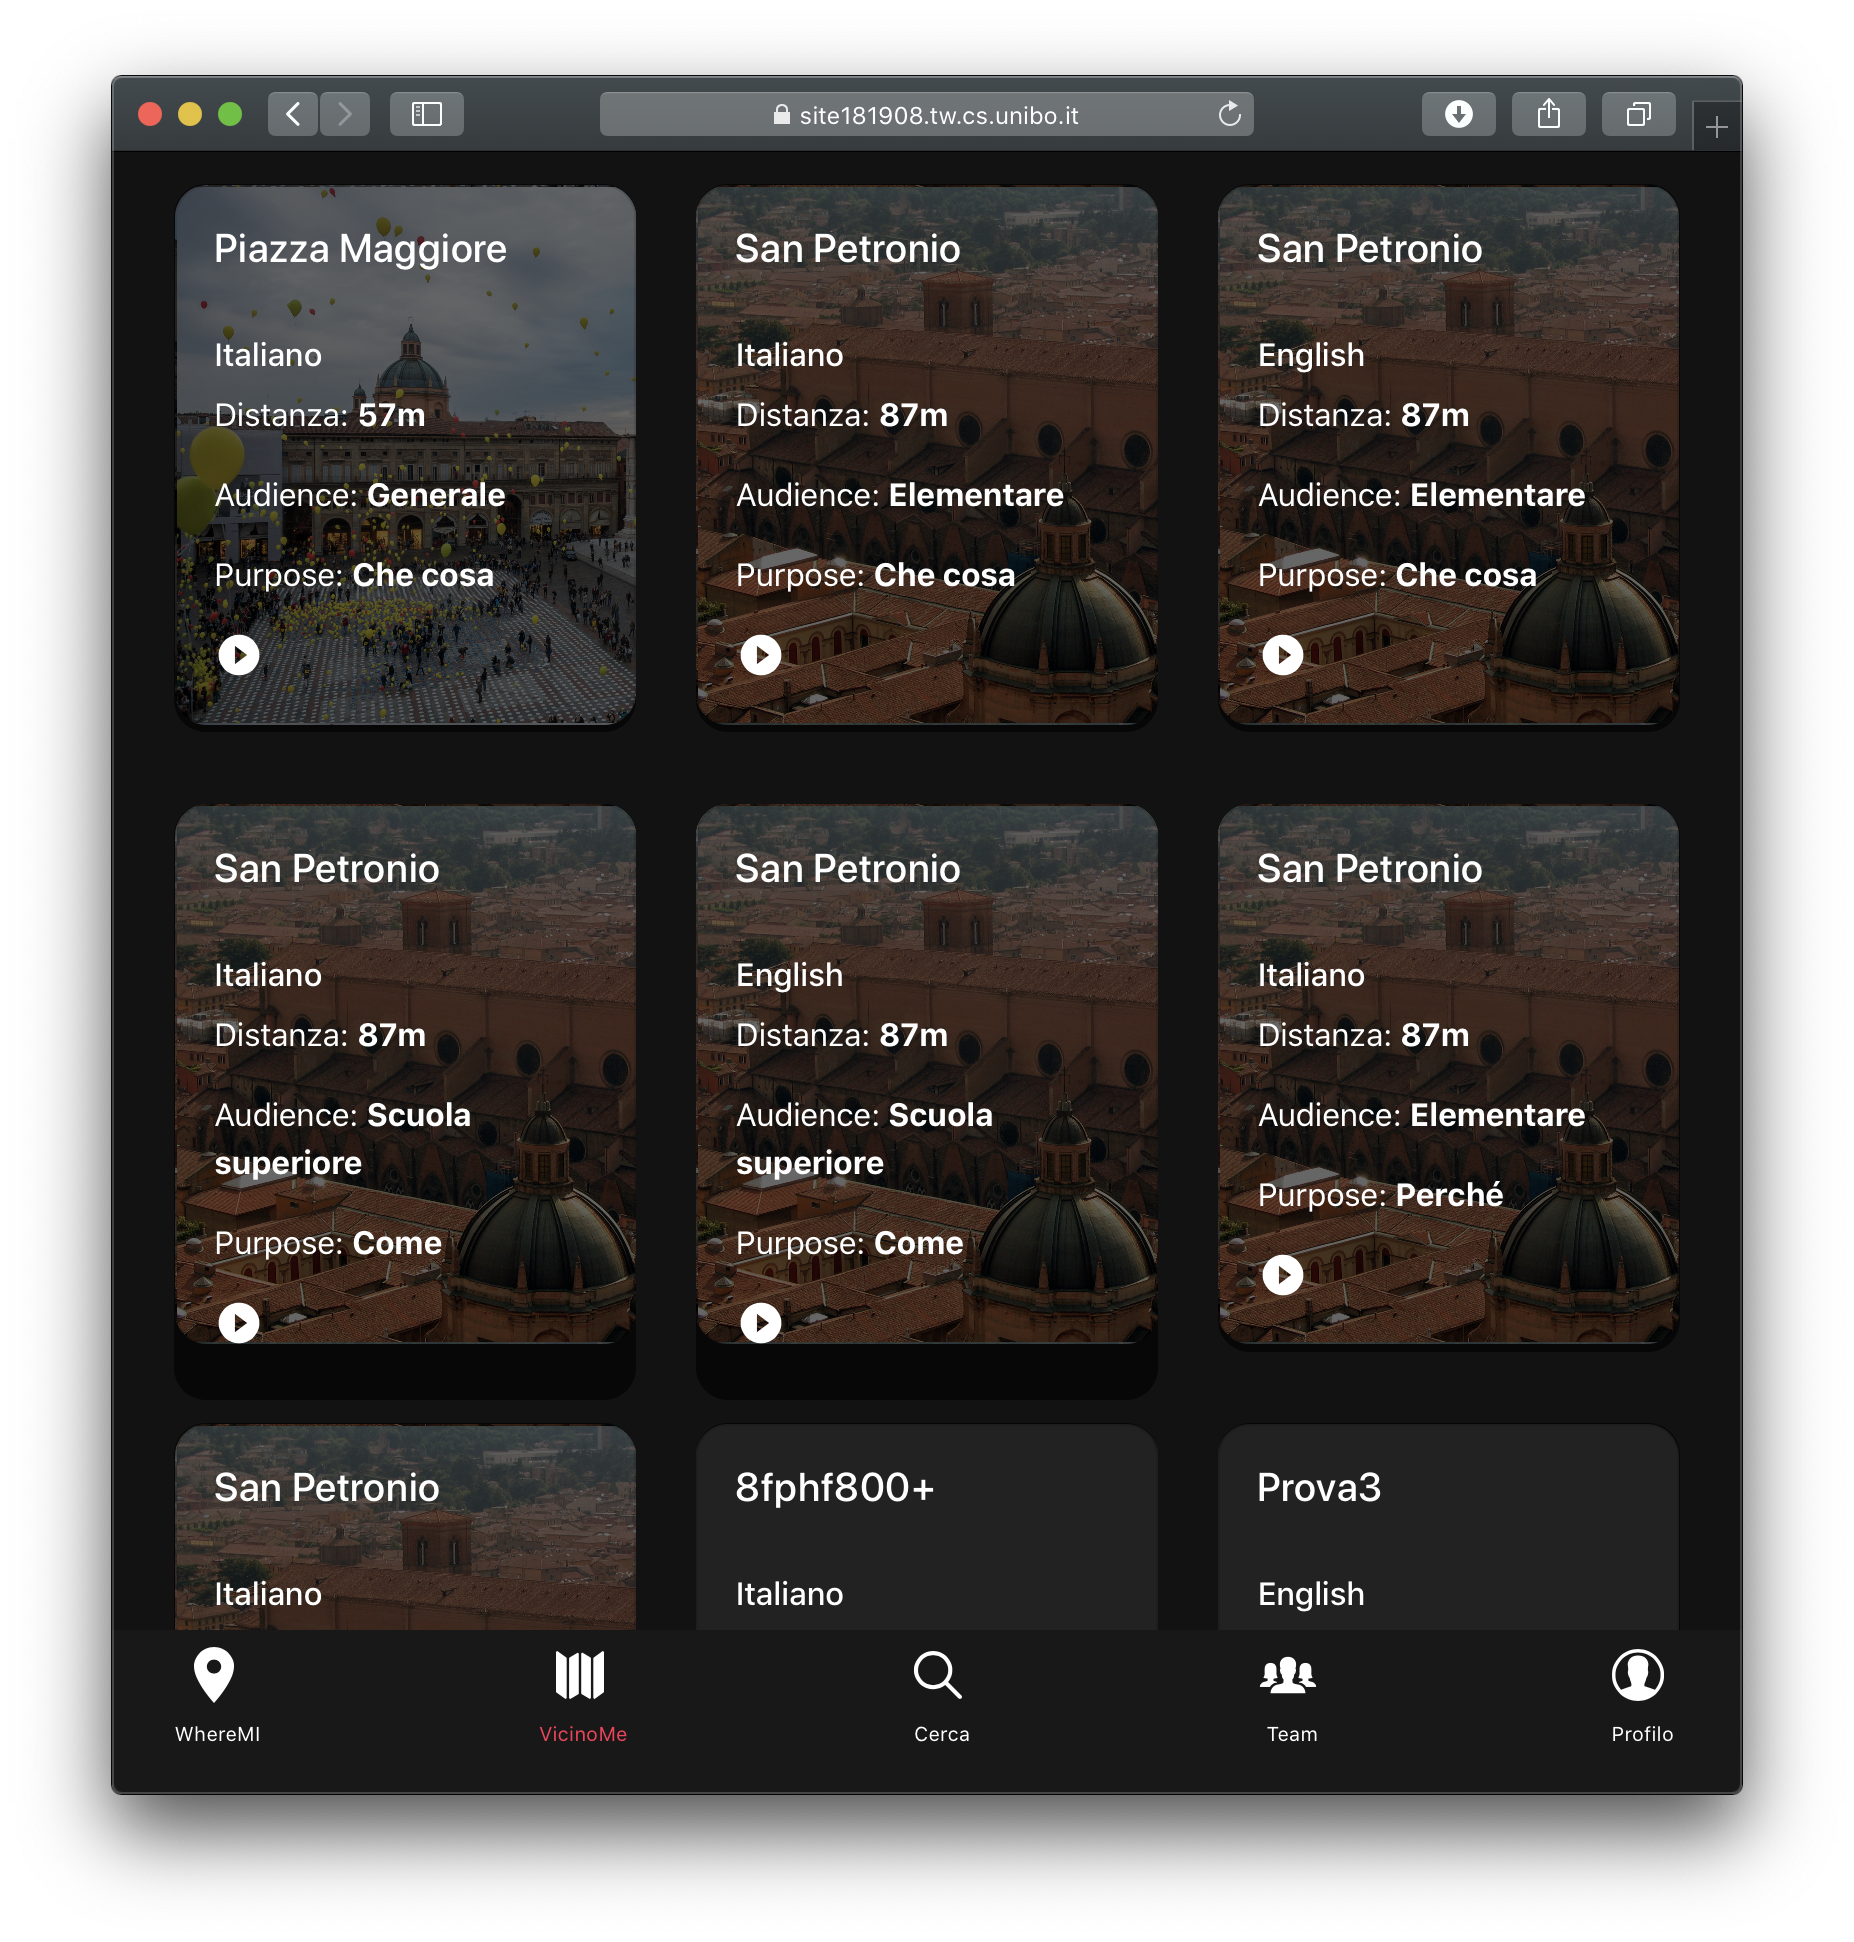 site181908.tw.cs.unibo.it
Piazza Maggiore
Italiano
Distanza: 57m
Audience: Generale
Purpose: Che cosa
San Petronio
Italiano
Distanza: 87m
Audience: Elementare
Purpose: Che cosa
San Petronio
English
Distanza: 87m
Audience: Elementare
Purpose: Che cosa
San Petronio
Italiano
Distanza: 87m
Audience: Scuola
superiore
Purpose: Come
San Petronio
English
Distanza: 87m
Audience: Scuola
superiore
Purpose: Come
San Petronio
Italiano
Distanza: 87m
Audience: Elementare
Purpose: Perché
San Petronio
Italiano
8fphf800+
Italiano
Prova3
English
WhereMI
VicinoMe
Cerca
Team
Profilo